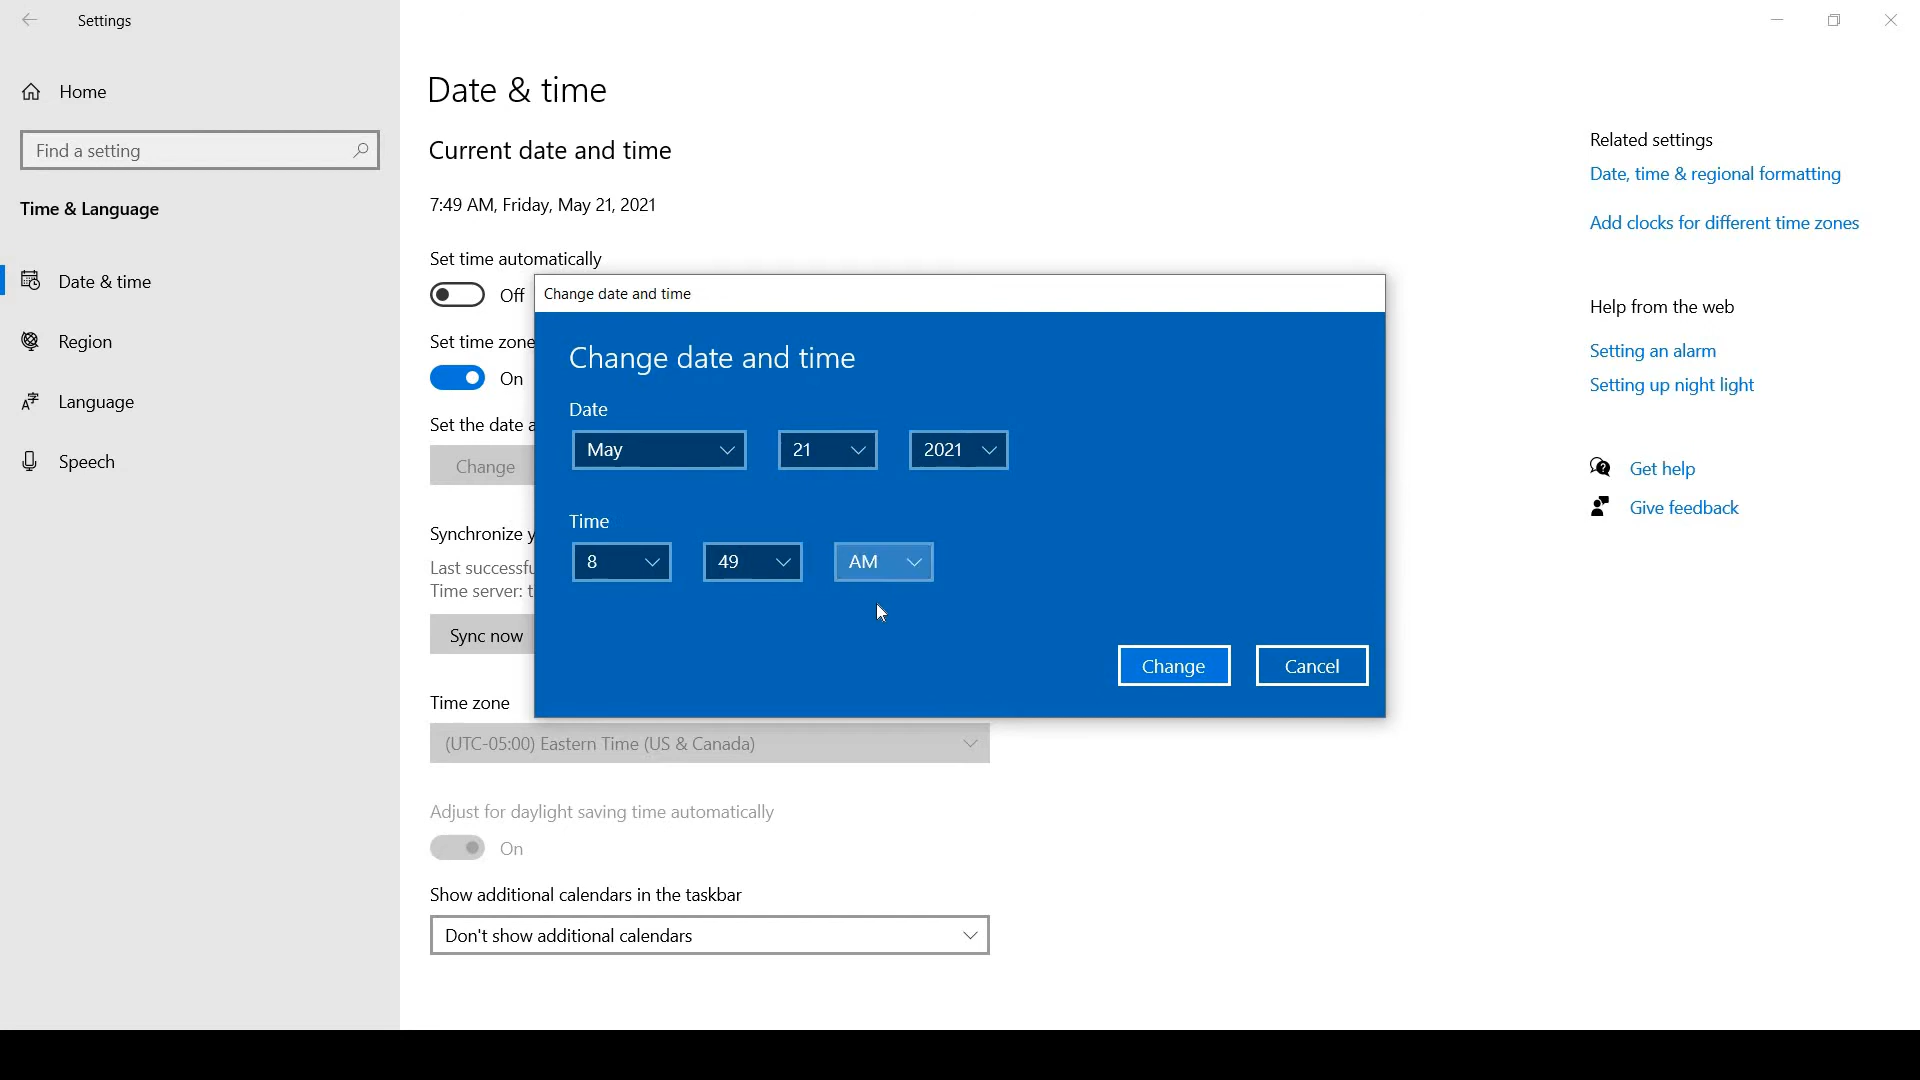 Settings
Home
Find a setting
Time & Language
Date & time
Region
Language
Speech
Date & time
Current date and time
7:49 AM, Friday, May 21, 2021
Set time automatically
Off
Set time zone
On
Set the date a
Change
Synchronize y
Last successfu
Time server: t
Sync now
Time zone
(UTC-05:00) Eastern Time (US & Canada)
Adjust for daylight saving time automatically
On
Show additional calendars in the taskbar
Don't show additional calendars
Change date and time
Change date and time
Date
May 21 2021
Time
8 49 AM
Change Cancel
Related settings
Date, time & regional formatting
Add clocks for different time zones
Help from the web
Setting an alarm
Setting up night light
Get help
Give feedback